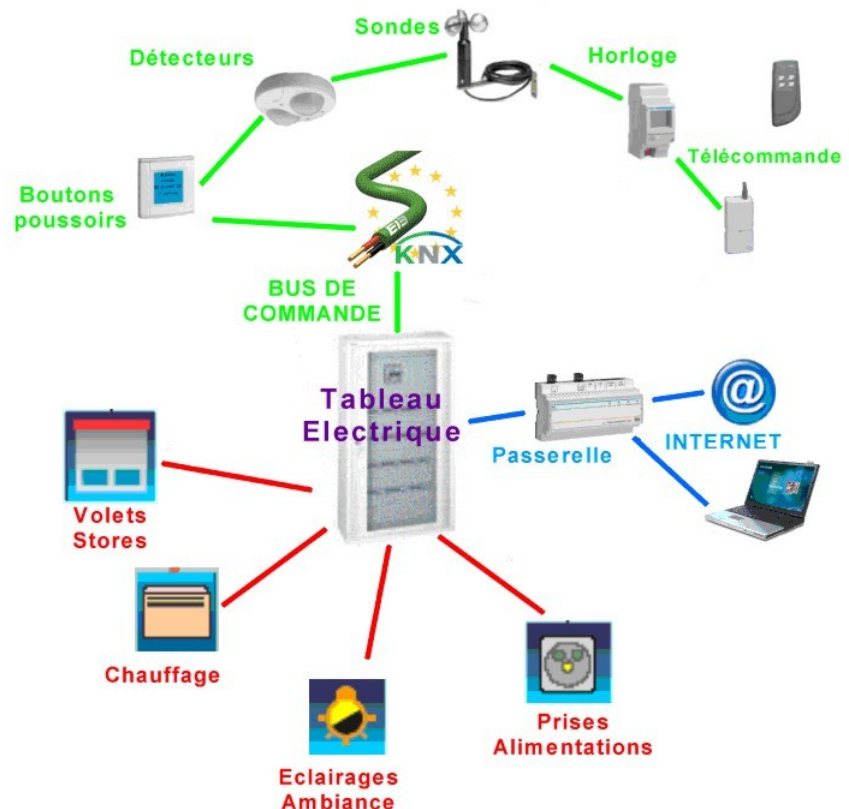 Sondes
Détecteurs
Horloge
Télécommande
Boutons
poussoirs
EIB
KNX
BUS DE
COMMANDE
Tableau
Electrique
Passerelle
@
INTERNET
Volets
Stores
Chauffage
Prises
Alimentations
Eclairages
Ambiance